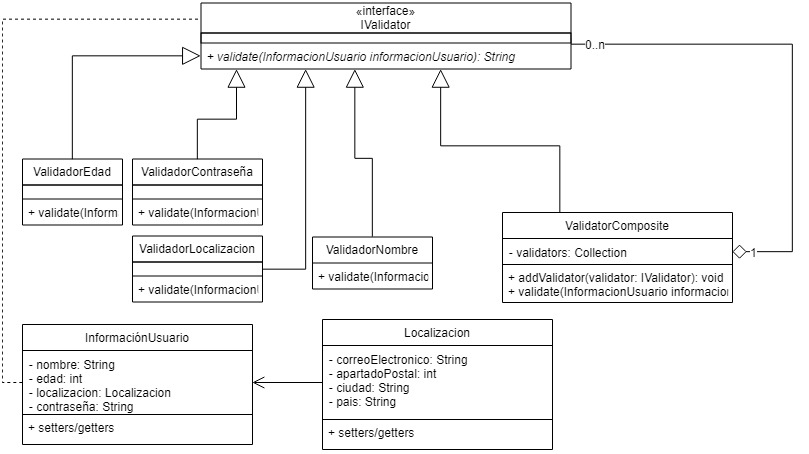 «interface»
IValidator
+ validate(InformacionUsuario informacionUsuario): String
0..n
ValidadorEdad
+ validate(Inform
ValidadorContraseña
+ validate(Informacion
ValidadorLocalizacion
+ validate(Informacion
ValidadorNombre
+ validate(Informacio
ValidatorComposite
- validators: Collection
+ addValidator(validator: IValidator): void
+ validate(InformacionUsuario informacion
1
InformaciónUsuario
- nombre: String
- edad: int
- localizacion: Localizacion
- contraseña: String
+ setters/getters
Localizacion
- correoElectronico: String
- apartadoPostal: int
- ciudad: String
- pais: String
+ setters/getters